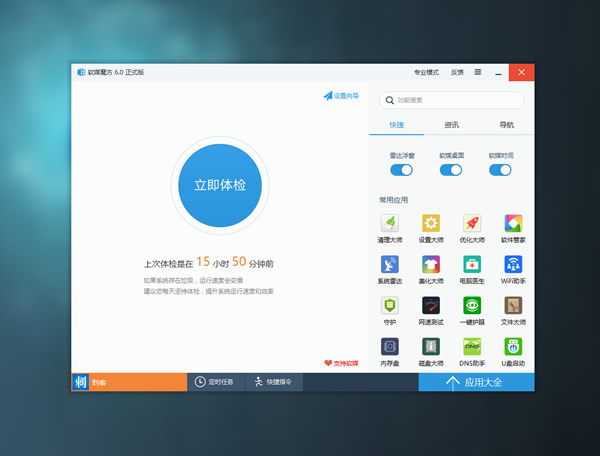 软媒魔方 6.0 正式版
专业模式 反馈
设置向导
功能搜索
快捷 资讯 导航
雷达浮窗 软媒桌面 软媒时间
立即体检
常用应用
清理大师 设置大师 优化大师 软件管家
上次体检是在 15 小时 50 分钟前
系统雷达 美化大师 电脑医生 WiFi助手
如果系统存在垃圾，运行速度会变慢
建议您每天坚持体检，提升系统运行速度和效率
守护 网速测试 一键护眼 文件大师
支持软媒
内存盘 磁盘大师 DNS助手 U盘启动
刺 刺客
定时任务 快捷指令
应用大全